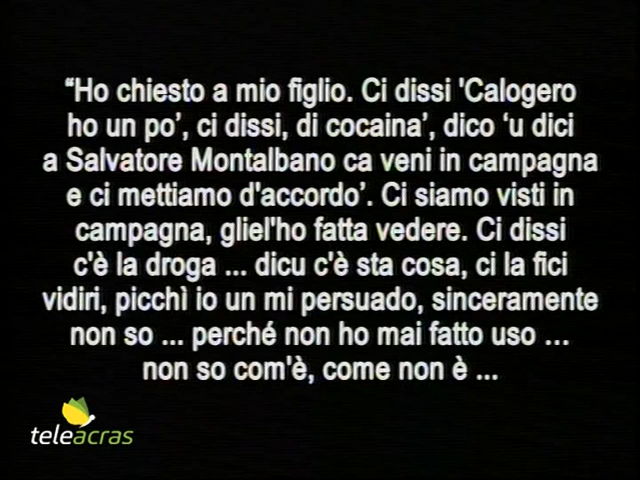 “Ho chiesto a mio figlio. Ci dissi 'Calogero
ho un po’, ci dissi, di cocaina’, dico ‘u dici
a Salvatore Montalbano ca veni in campagna
e ci mettiamo d'accordo’. Ci siamo visti in
campagna, gliel'ho fatta vedere. Ci dissi
c'è la droga ... dicu c'è sta cosa, ci la fici
vidiri, picchì io un mi persuado, sinceramente
non so ... perché non ho mai fatto uso ...
non so com'è, come non è ...
teleacras